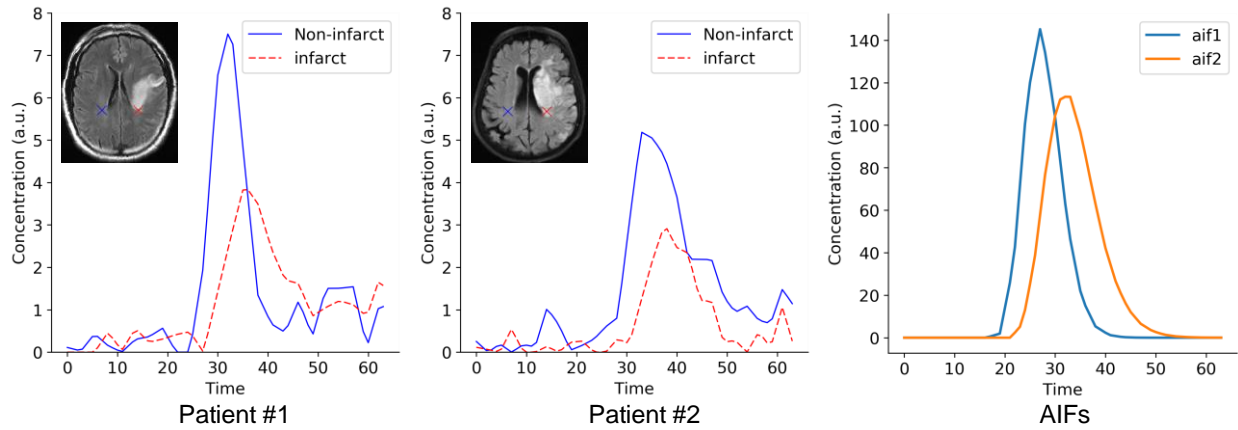 8
7
6
5
4
3
2
1
0
Concentration (a.u.)
Non-infarct
infarct
0 10 20 30 40 50 60
Time
Patient #1
8
7
6
5
4
3
2
1
0
Concentration (a.u.)
Non-infarct
infarct
0 10 20 30 40 50 60
Time
Patient #2
140
120
100
80
60
40
20
0
Concentration (a.u.)
aif1
aif2
0 10 20 30 40 50 60
Time
AIFs